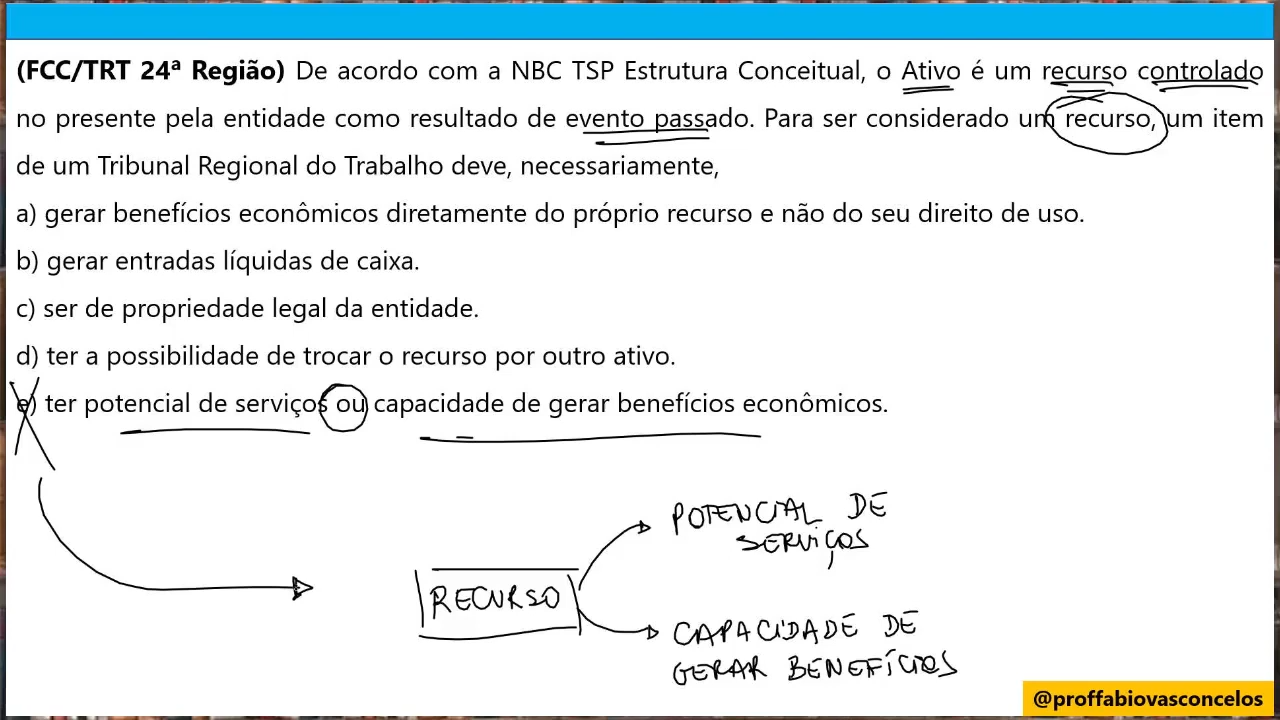 (FCC/TRT 24ª Região) De acordo com a NBC TSP Estrutura Conceitual, o Ativo é um recurso controlado
no presente pela entidade como resultado de evento passado. Para ser considerado um recurso, um item
de um Tribunal Regional do Trabalho deve, necessariamente,
a) gerar benefícios econômicos diretamente do próprio recurso e não do seu direito de uso.
b) gerar entradas líquidas de caixa.
c) ser de propriedade legal da entidade.
d) ter a possibilidade de trocar o recurso por outro ativo.
e) ter potencial de serviços ou capacidade de gerar benefícios econômicos.
POTENCIAL DE
SERVIÇOS
RECURSO
CAPACIDADE DE
GERAR BENEFÍCIOS
@proffabiovasconcelos